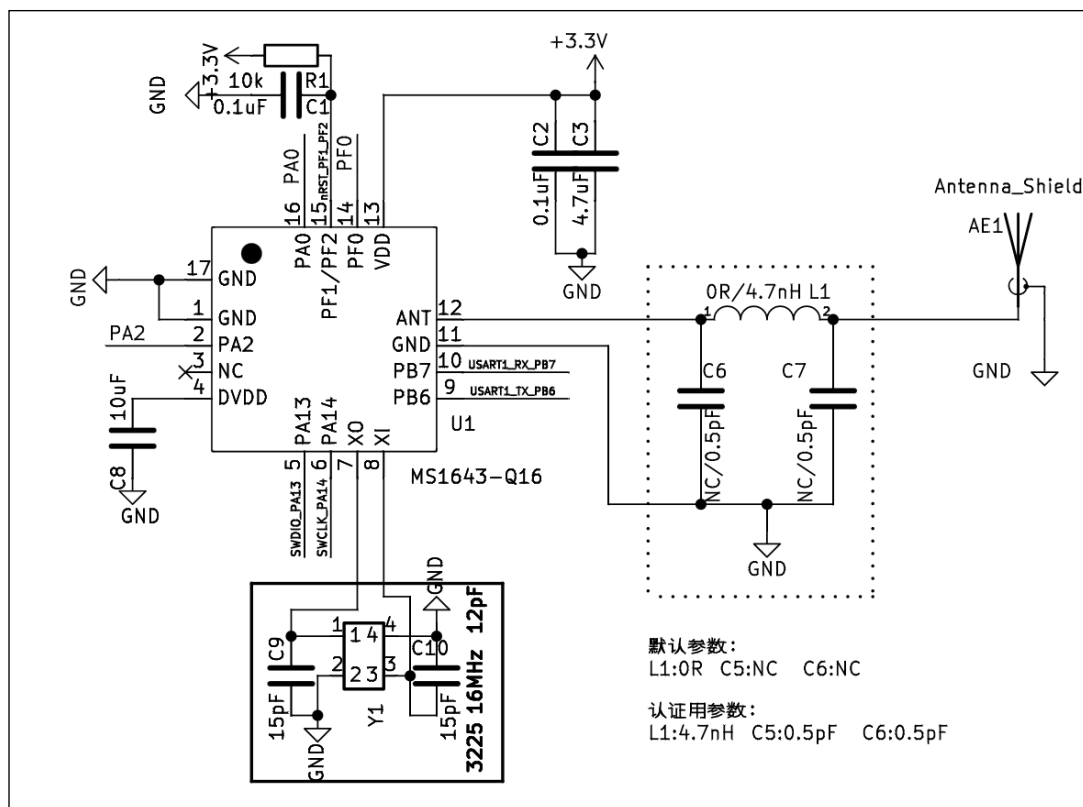 +3.3V
10k
R1
GND
0.1uF
C1
+3.3V
C2
C3
0.1uF
4.7uF
GND
PA0
nRST_PF1_PF2
PF0
16
15
14
13
PA0
PF1/PF2
PF0
VDD
Antenna_Shield
AE1
GND
17
GND
1
GND
PA2
2
PA2
3
NC
4
DVDD
10uF
C8
GND
ANT
12
GND
11
PB7
10
USART1_RX_PB7
PB6
9
USART1_TX_PB6
U1
MS1643-Q16
PA13
PA14
XO
XI
5
6
7
8
SWDIO_PA13
SWCLK_PA14
0R/4.7nH L1
1
2
C6
C7
NC/0.5pF
NC/0.5pF
GND
GND
GND
C9
1
1 4
4
C10
2
2 3
3
15pF
Y1
15pF
GND
3225 16MHz 12pF
默认参数：
L1:0R C5:NC C6:NC
认证用参数：
L1:4.7nH C5:0.5pF C6:0.5pF